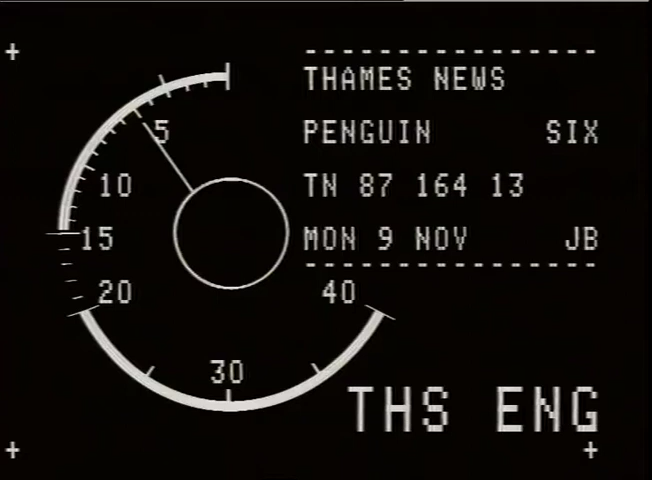 THAMES NEWS
PENGUIN SIX
TN 87 164 13
MON 9 NOV JB
5
10
15
20
30
40
THS ENG